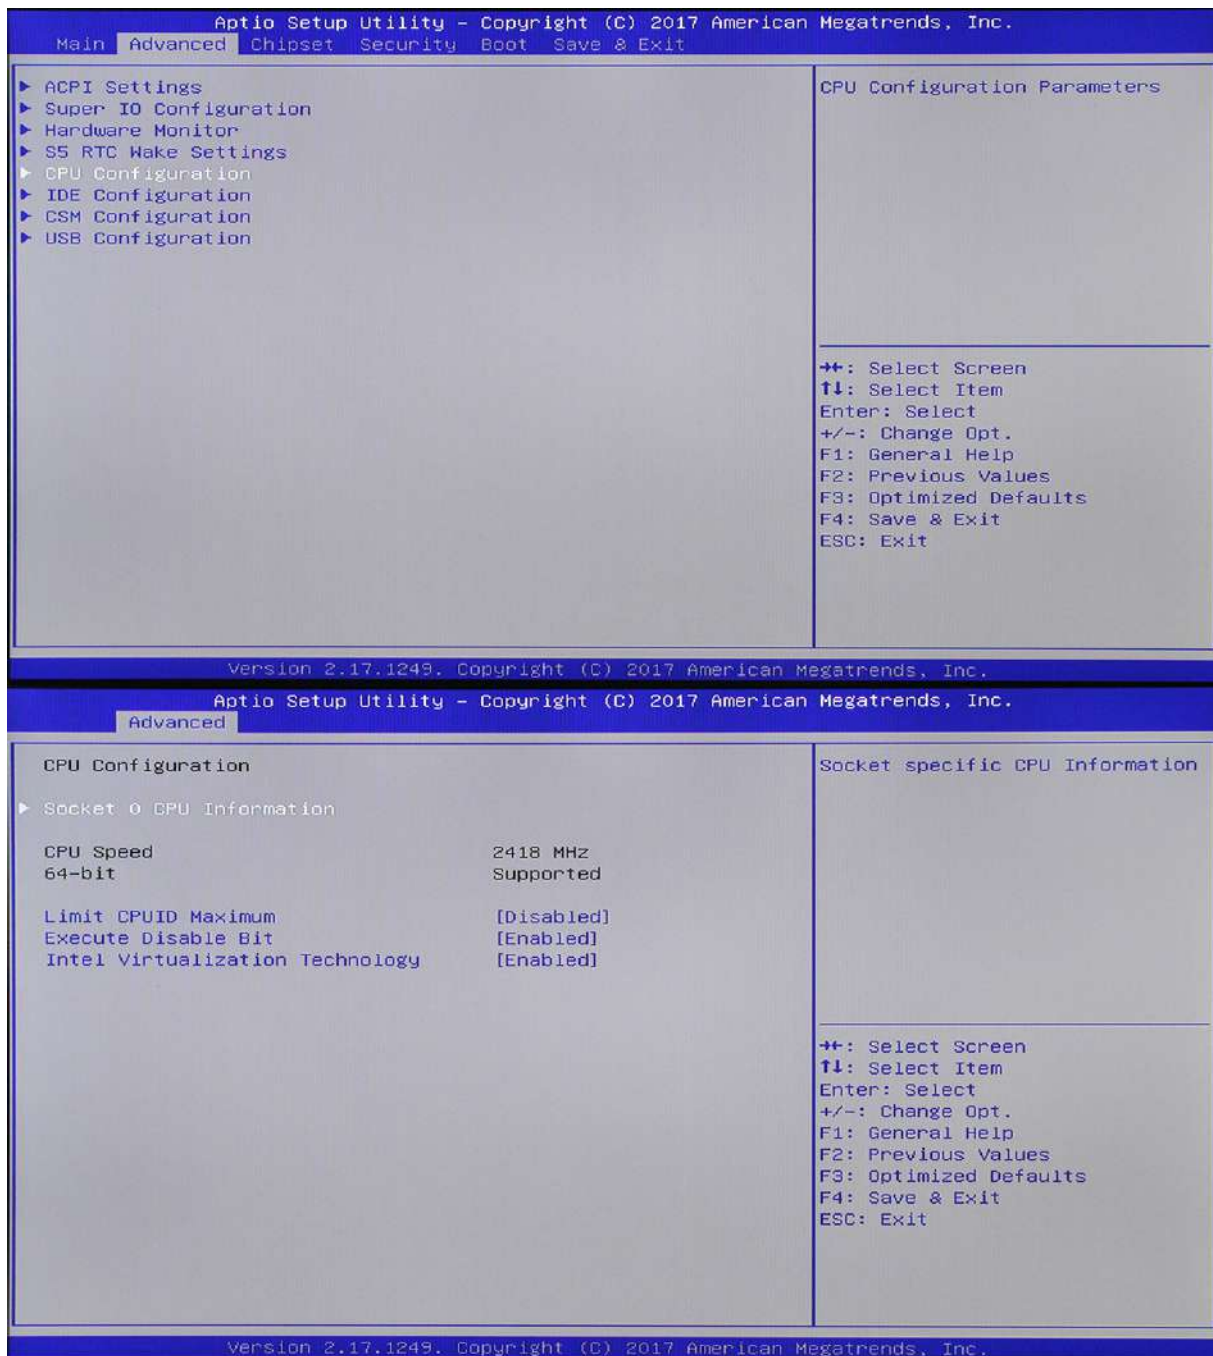 Aptio Setup Utility – Copyright (C) 2017 American Megatrends, Inc.
Main Advanced Chipset Security Boot Save & Exit
▶ ACPI Settings
▶ Super IO Configuration
▶ Hardware Monitor
▶ S5 RTC Wake Settings
▶ CPU Configuration
▶ IDE Configuration
▶ CSM Configuration
▶ USB Configuration
CPU Configuration Parameters
→←: Select Screen
↑↓: Select Item
Enter: Select
+/-: Change Opt.
F1: General Help
F2: Previous Values
F3: Optimized Defaults
F4: Save & Exit
ESC: Exit
Version 2.17.1249. Copyright (C) 2017 American Megatrends, Inc.
Aptio Setup Utility – Copyright (C) 2017 American Megatrends, Inc.
Advanced
CPU Configuration
▶ Socket 0 CPU Information
CPU Speed 2418 MHz
64-bit Supported
Limit CPUID Maximum [Disabled]
Execute Disable Bit [Enabled]
Intel Virtualization Technology [Enabled]
Socket specific CPU Information
→←: Select Screen
↑↓: Select Item
Enter: Select
+/-: Change Opt.
F1: General Help
F2: Previous Values
F3: Optimized Defaults
F4: Save & Exit
ESC: Exit
Version 2.17.1249. Copyright (C) 2017 American Megatrends, Inc.